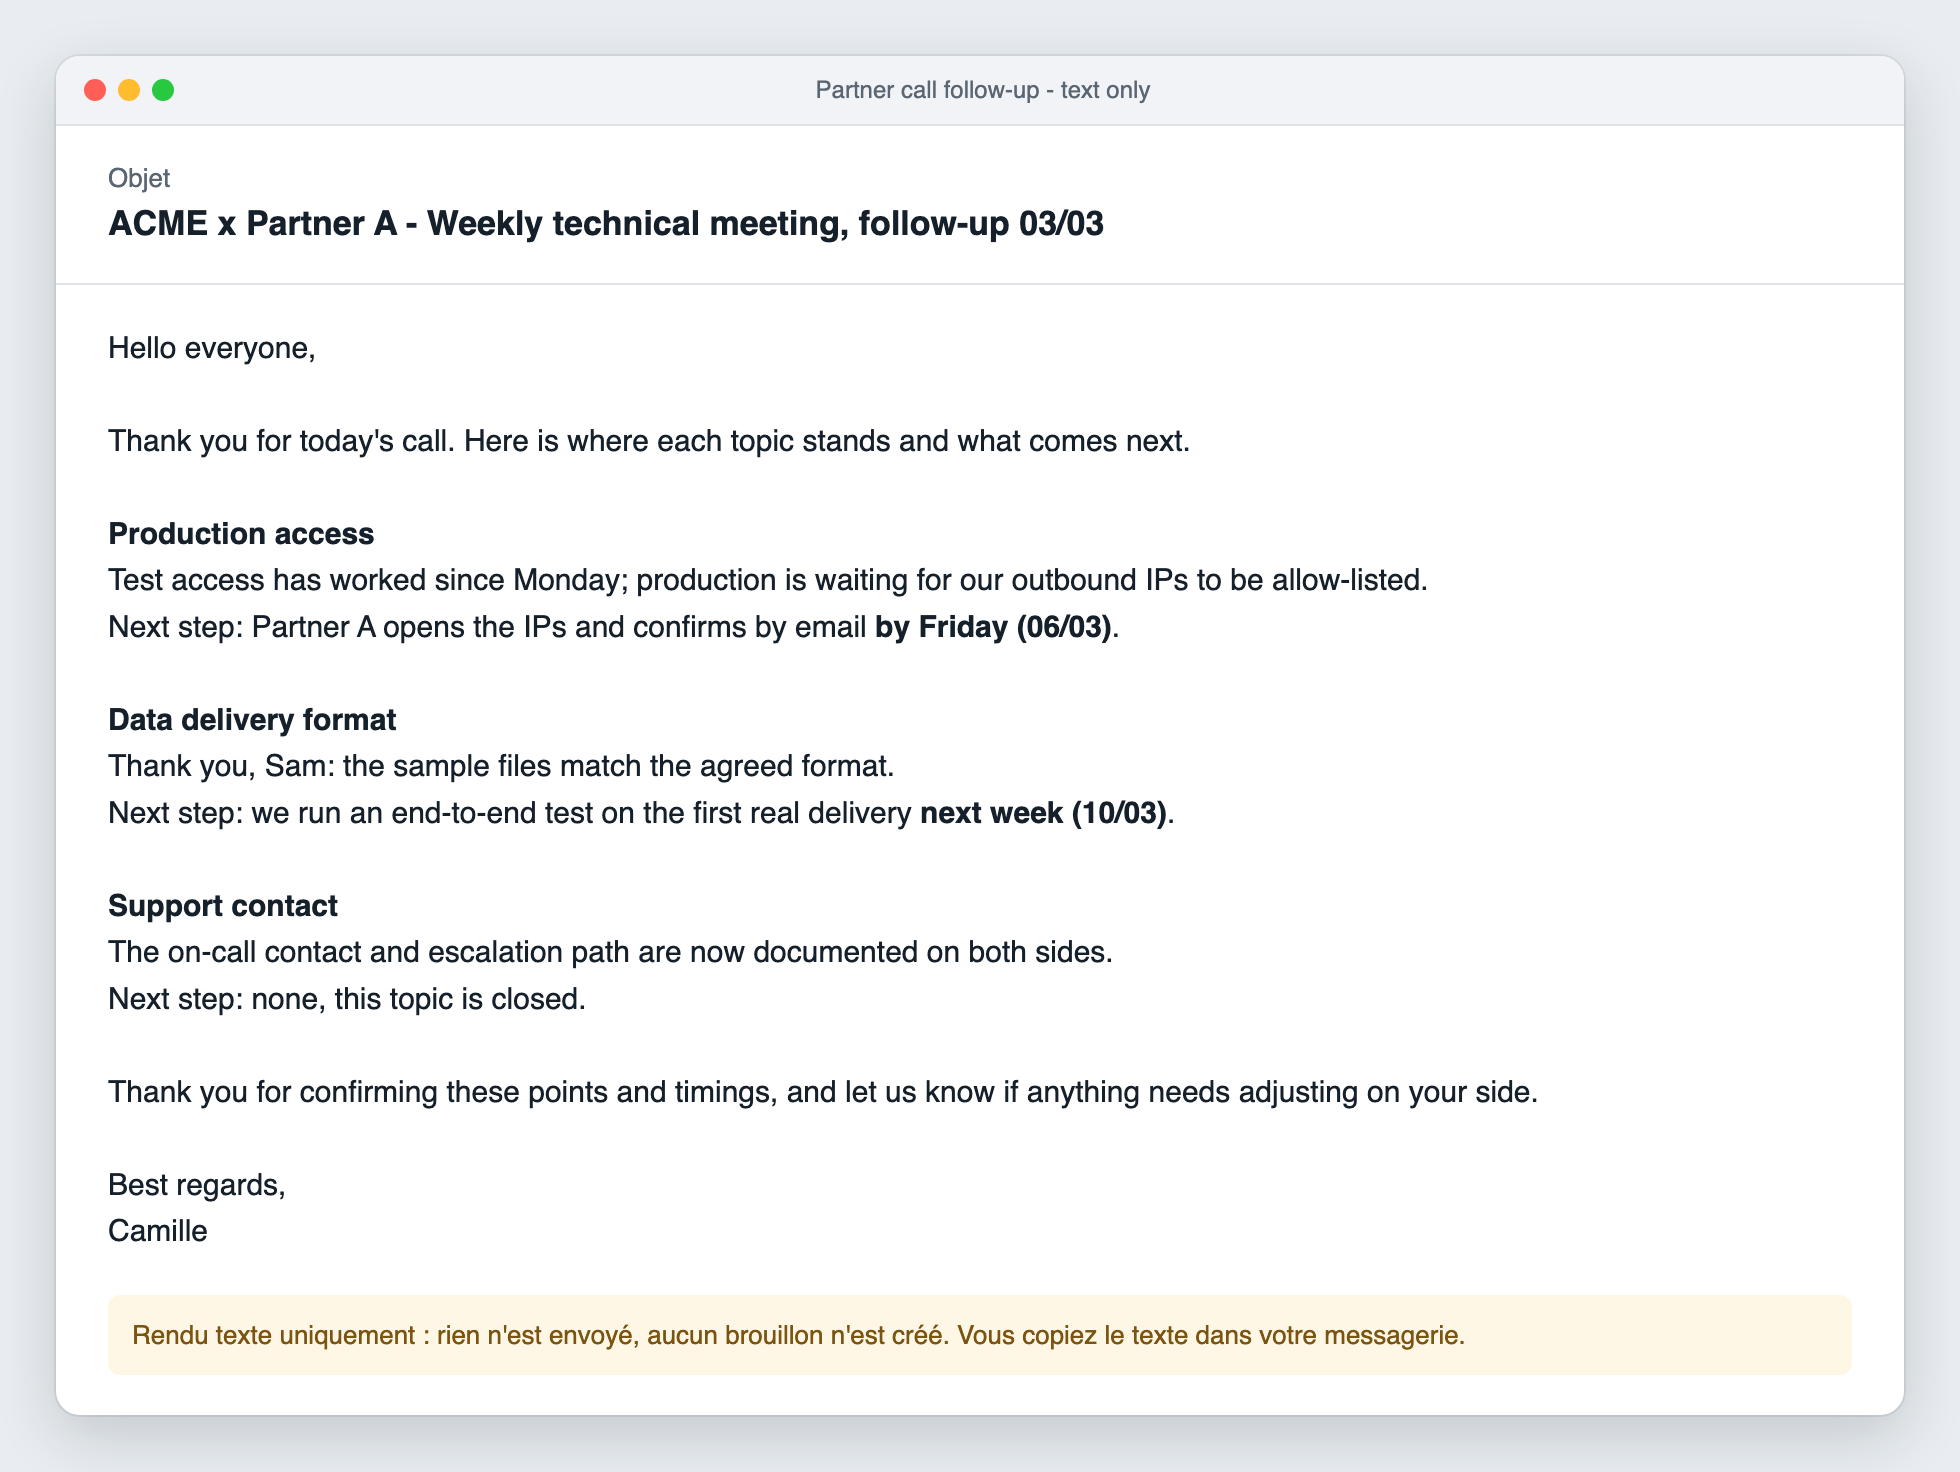 Partner call follow-up - text only
Objet
ACME x Partner A - Weekly technical meeting, follow-up 03/03
Hello everyone,
Thank you for today's call. Here is where each topic stands and what comes next.
Production access
Test access has worked since Monday; production is waiting for our outbound IPs to be allow-listed.
Next step: Partner A opens the IPs and confirms by email by Friday (06/03).
Data delivery format
Thank you, Sam: the sample files match the agreed format.
Next step: we run an end-to-end test on the first real delivery next week (10/03).
Support contact
The on-call contact and escalation path are now documented on both sides.
Next step: none, this topic is closed.
Thank you for confirming these points and timings, and let us know if anything needs adjusting on your side.
Best regards,
Camille
Rendu texte uniquement : rien n'est envoyé, aucun brouillon n'est créé. Vous copiez le texte dans votre messagerie.